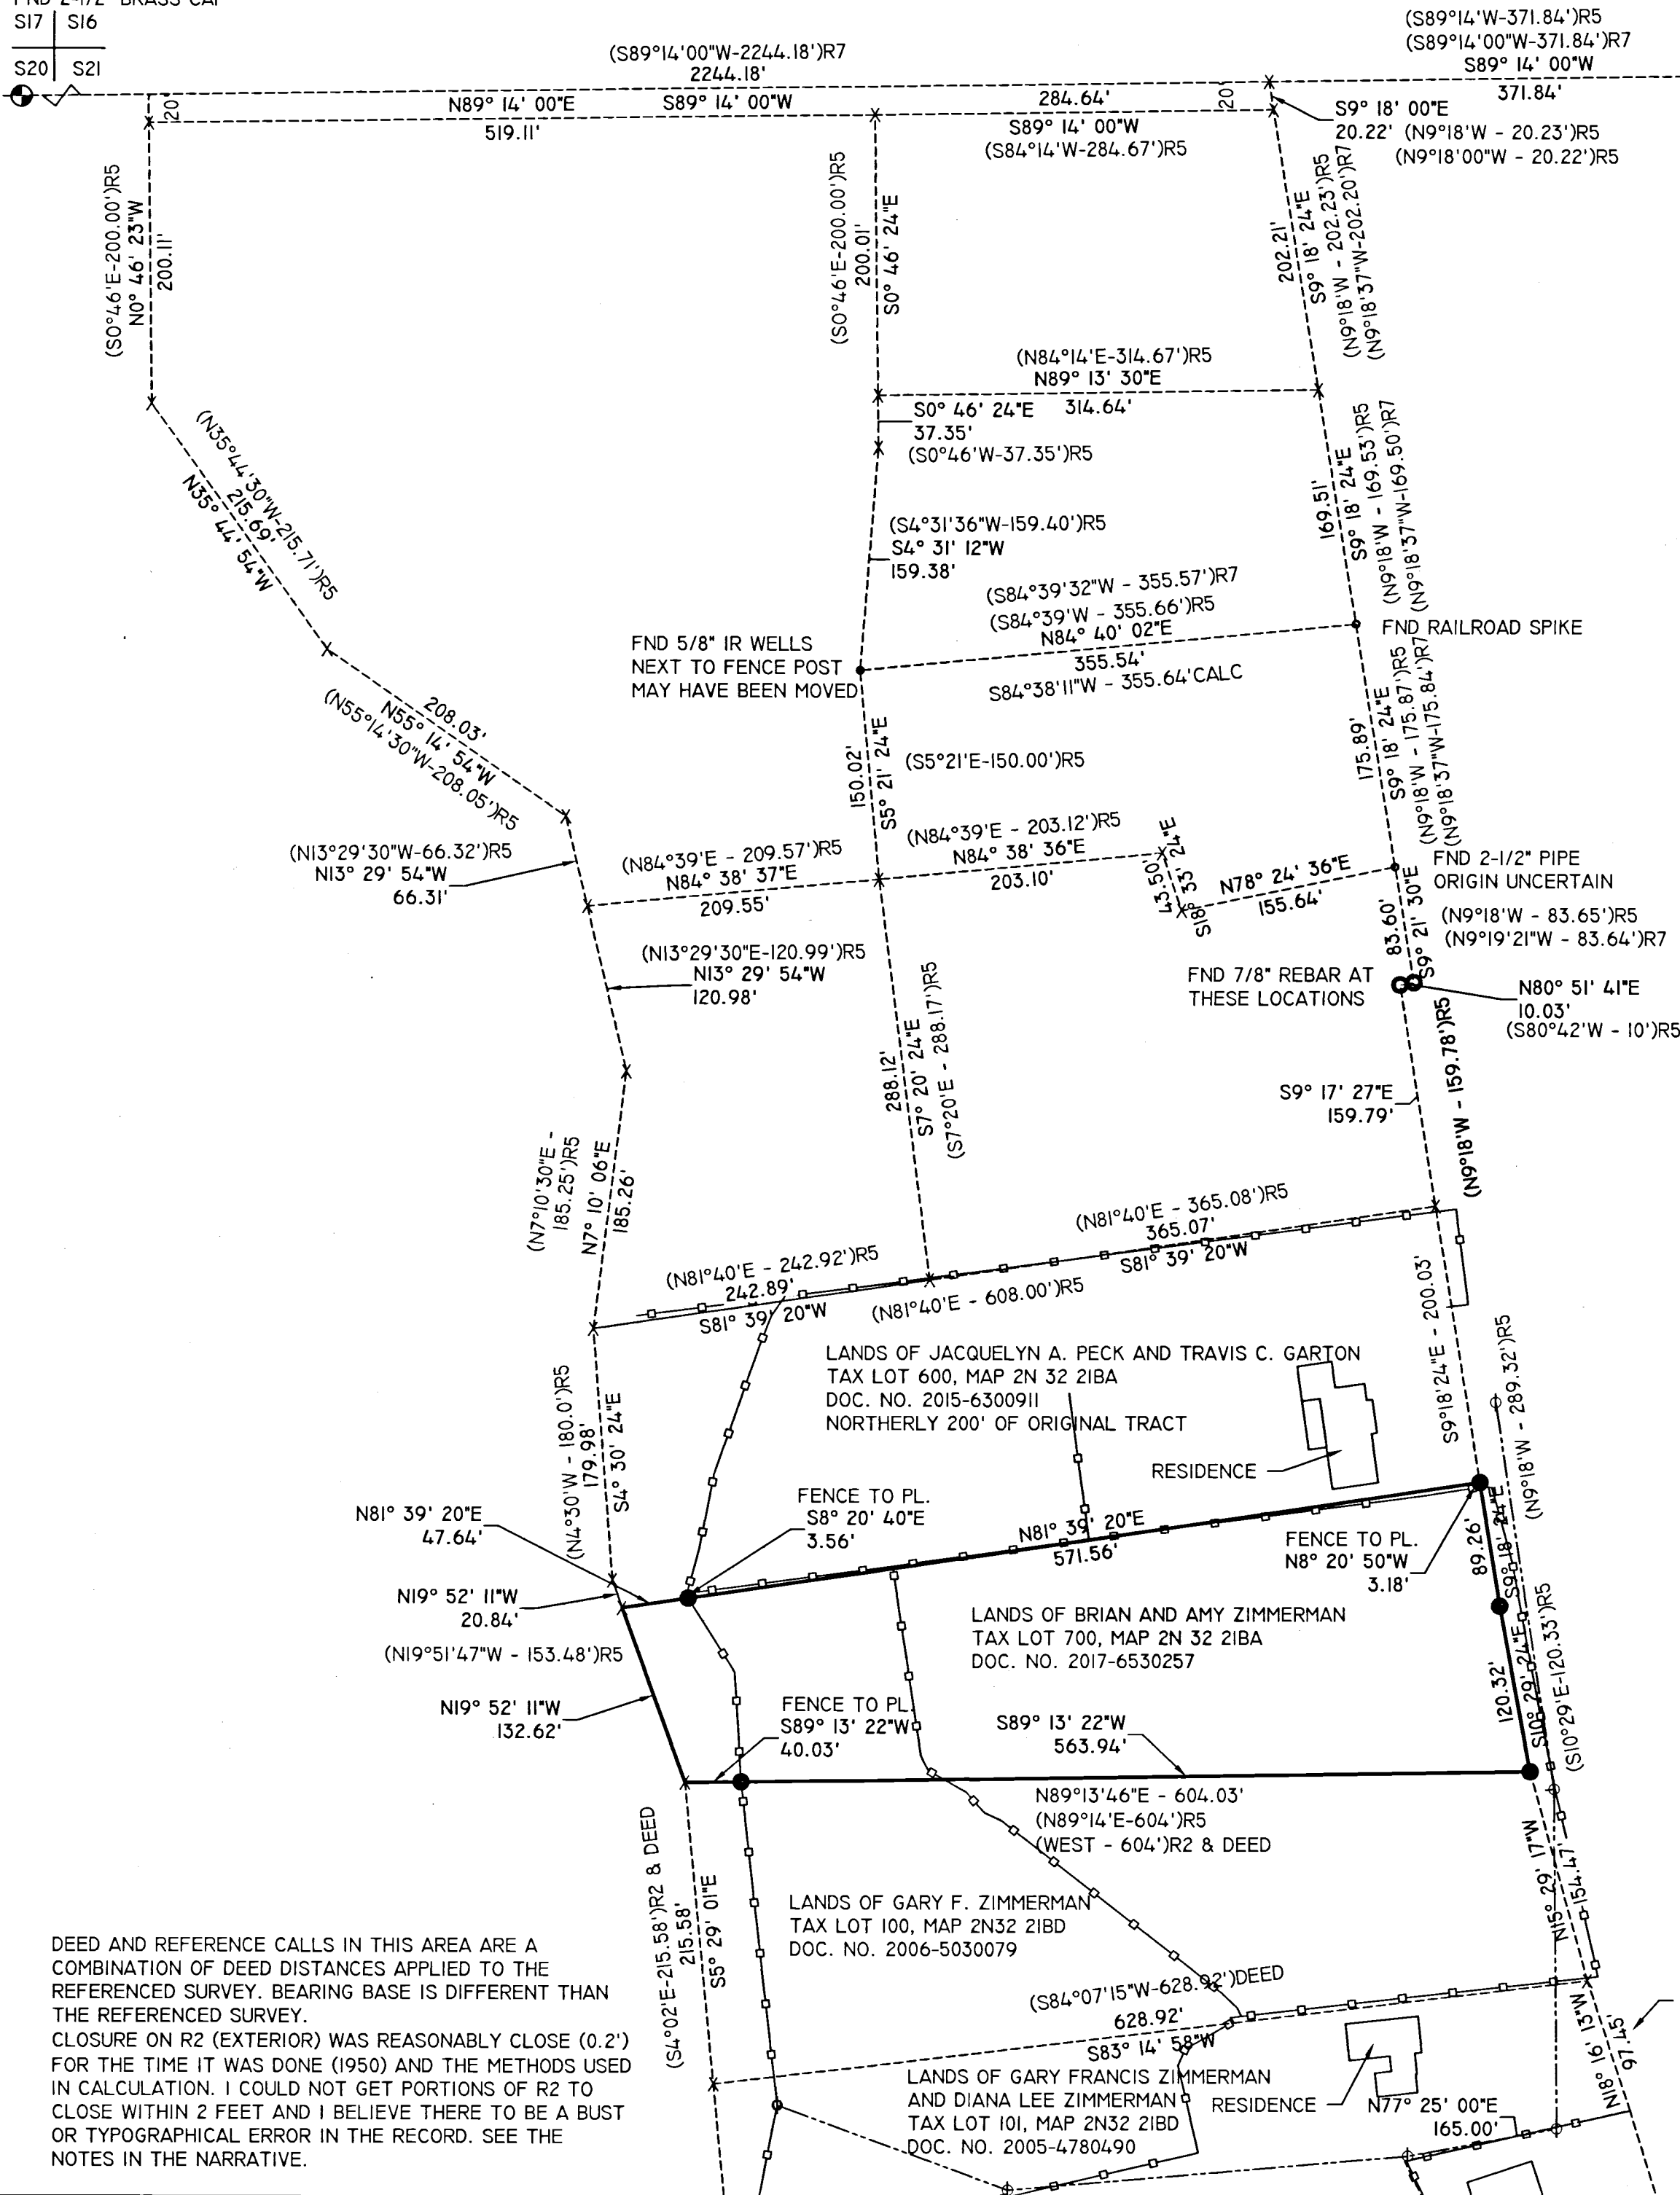 FND 2-1/2" BRASS CAP
S17 S16
S20 S21
(S89°14'00"W-2244.18')R7
2244.18'
(S89°14'W-371.84')R5
(S89°14'00"W-371.84')R7
S89° 14' 00"W
371.84'
20'
N89° 14' 00"E
519.11'
S89° 14' 00"W
284.64'
20'
S89° 14' 00"W
(S84°14'W-284.67')R5
S9° 18' 00"E
20.22' (N9°18'W - 20.23')R5
(N9°18'00"W - 20.22')R5
(S0°46'E-200.00')R5
N0° 46' 23"W
200.11'
(S0°46'E-200.00')R5
200.01'
S0° 46' 24"E
202.21'
S9° 18' 24"E
(N9°18'W - 202.23')R5
(N9°18'37"W-202.20')R7
(N84°14'E-314.67')R5
N89° 13' 30"E
314.64'
S0° 46' 24"E
37.35'
(S0°46'W-37.35')R5
(N35°44'30"W-215.71')R5
215.69'
N35° 44' 54"W
169.51'
S9° 18' 24"E
(N9°18'W - 169.53')R5
(N9°18'37"W-169.50')R7
(S4°31'36"W-159.40')R5
S4° 31' 12"W
159.38'
(S84°39'32"W - 355.57')R7
(S84°39'W - 355.66')R5
N84° 40' 02"E
355.54'
S84°38'11"W - 355.64'CALC
FND RAILROAD SPIKE
FND 5/8" IR WELLS
NEXT TO FENCE POST
MAY HAVE BEEN MOVED
208.03'
N55° 14' 54"W
(N55°14'30"W-208.05')R5
150.02'
S5° 21' 24"E
(S5°21'E-150.00')R5
175.89'
S9° 18' 24"E
(N9°18'W - 175.87')R5
(N9°18'37"W-175.84')R7
(N13°29'30"W-66.32')R5
N13° 29' 54"W
66.31'
(N84°39'E - 209.57')R5
N84° 38' 37"E
209.55'
(N84°39'E - 203.12')R5
N84° 38' 36"E
203.10'
43.50'
S18° 33' 24"E
N78° 24' 36"E
155.64'
FND 2-1/2" PIPE
ORIGIN UNCERTAIN
83.60'
S9° 21' 30"E
(N9°18'W - 83.65')R5
(N9°19'21"W - 83.64')R7
(N13°29'30"E-120.99')R5
N13° 29' 54"W
120.98'
FND 7/8" REBAR AT
THESE LOCATIONS
N80° 51' 41"E
10.03'
(S80°42'W - 10')R5
288.12'
S7° 20' 24"E
(S7°20'E - 288.17')R5
S9° 17' 27"E
159.79'
(N9°18'W - 159.78')R5
(N7°10'30"E -
185.25')R5
N7° 10' 06"E
185.26'
(N81°40'E - 242.92')R5
242.89'
S81° 39' 20"W
(N81°40'E - 365.08')R5
365.07'
S81° 39' 20"W
(N81°40'E - 608.00')R5
LANDS OF JACQUELYN A. PECK AND TRAVIS C. GARTON
TAX LOT 600, MAP 2N 32 21BA
DOC. NO. 2015-6300911
NORTHERLY 200' OF ORIGINAL TRACT
RESIDENCE
S9°18'24"E - 200.03'
(N9°18'W - 289.32')R5
(N4°30'W - 180.0')R5
179.98'
S4° 30' 24"E
N81° 39' 20"E
47.64'
FENCE TO PL.
S8° 20' 40"E
3.56'
N81° 39' 20"E
571.56'
FENCE TO PL.
N8° 20' 50"W
3.18'
89.26'
S9° 18' 24"E
N19° 52' 11"W
20.84'
(N19°51'47"W - 153.48')R5
N19° 52' 11"W
132.62'
LANDS OF BRIAN AND AMY ZIMMERMAN
TAX LOT 700, MAP 2N 32 21BA
DOC. NO. 2017-6530257
120.32'
S10° 29' 24"E
(S10°29'E-120.33')R5
FENCE TO PL.
S89° 13' 22"W
40.03'
S89° 13' 22"W
563.94'
N89°13'46"E - 604.03'
(N89°14'E-604')R5
(WEST - 604')R2 & DEED
(S4°02'E-215.58')R2 & DEED
215.58'
S5° 29' 01"E
N15° 29' 17"W
154.47'
LANDS OF GARY F. ZIMMERMAN
TAX LOT 100, MAP 2N32 21BD
DOC. NO. 2006-5030079
DEED AND REFERENCE CALLS IN THIS AREA ARE A
COMBINATION OF DEED DISTANCES APPLIED TO THE
REFERENCED SURVEY. BEARING BASE IS DIFFERENT THAN
THE REFERENCED SURVEY.
CLOSURE ON R2 (EXTERIOR) WAS REASONABLY CLOSE (0.2')
FOR THE TIME IT WAS DONE (1950) AND THE METHODS USED
IN CALCULATION. I COULD NOT GET PORTIONS OF R2 TO
CLOSE WITHIN 2 FEET AND I BELIEVE THERE TO BE A BUST
OR TYPOGRAPHICAL ERROR IN THE RECORD. SEE THE
NOTES IN THE NARRATIVE.
(S84°07'15"W-628.92')DEED
628.92'
S83° 14' 58"W
N18° 16' 13"W
97.45'
LANDS OF GARY FRANCIS ZIMMERMAN
AND DIANA LEE ZIMMERMAN
TAX LOT 101, MAP 2N32 21BD
DOC. NO. 2005-4780490
RESIDENCE
N77° 25' 00"E
165.00'